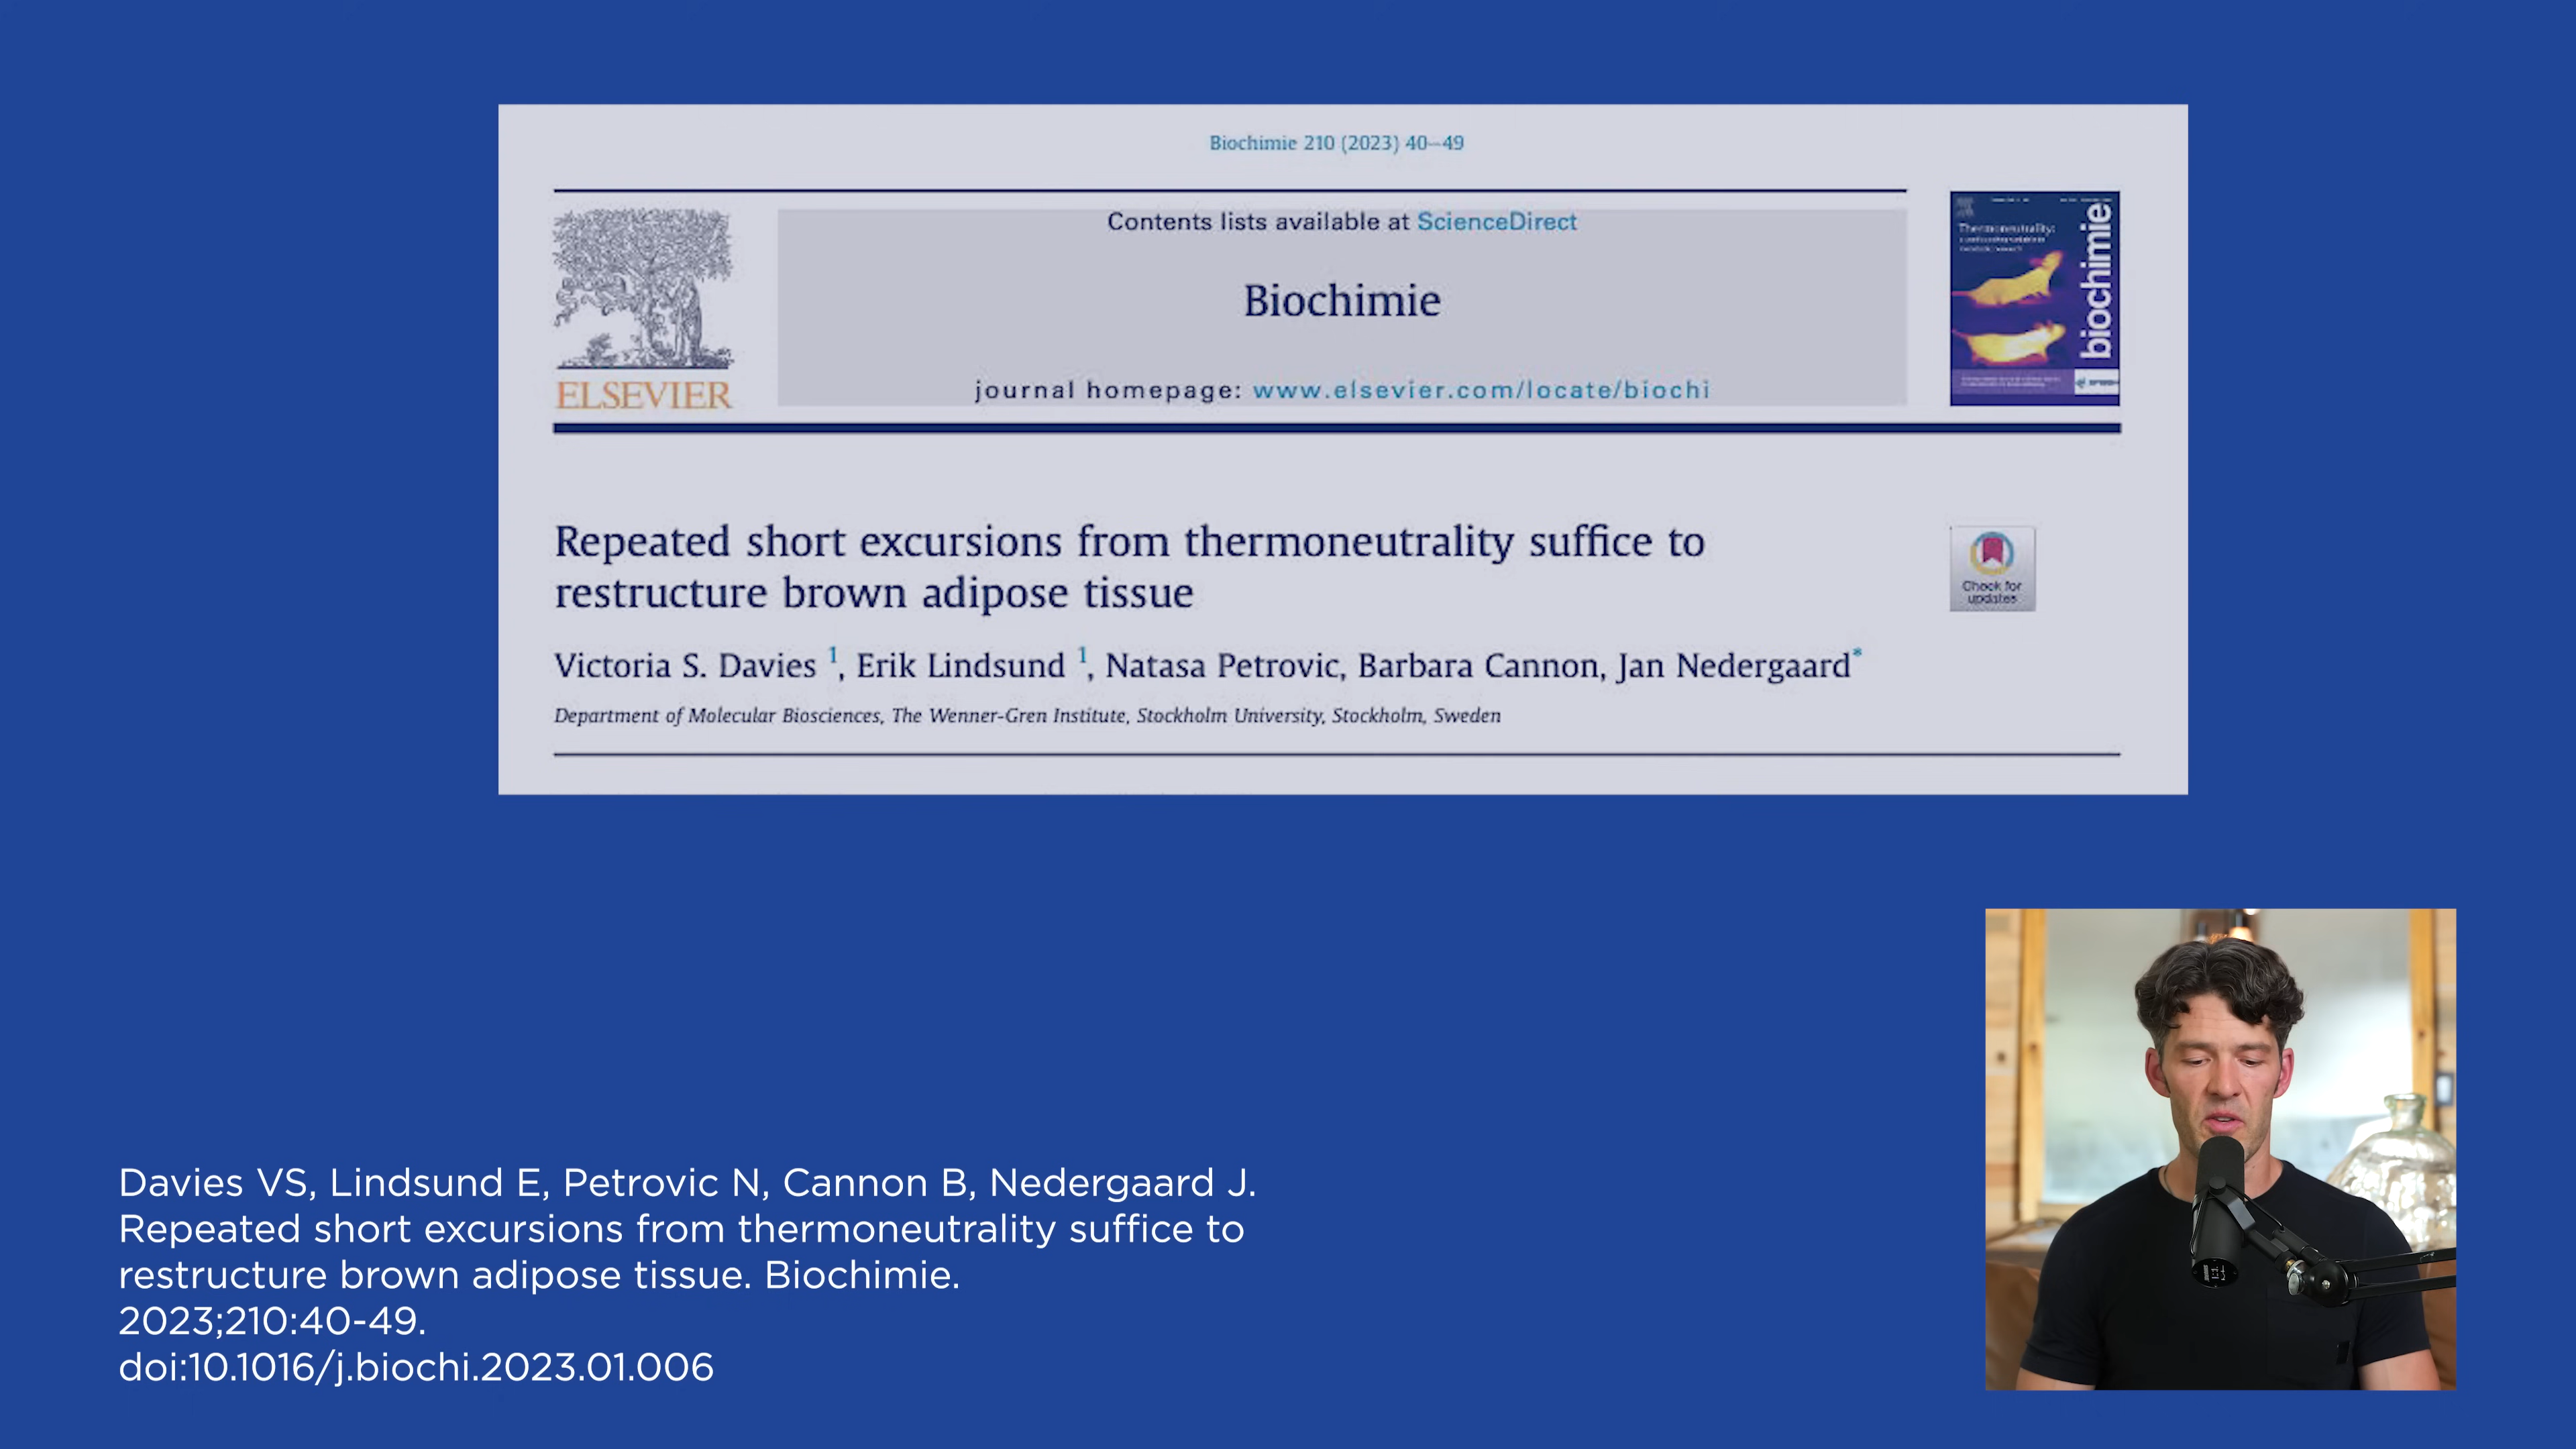 Biochimie 210 (2023) 40–49
Contents lists available at ScienceDirect
Biochimie
journal homepage: www.elsevier.com/locate/biochi
ELSEVIER
Thermoneutrality:
biochimie
Repeated short excursions from thermoneutrality suffice to
restructure brown adipose tissue
Check for
updates
Victoria S. Davies 1, Erik Lindsund 1, Natasa Petrovic, Barbara Cannon, Jan Nedergaard*
Department of Molecular Biosciences, The Wenner-Gren Institute, Stockholm University, Stockholm, Sweden
Davies VS, Lindsund E, Petrovic N, Cannon B, Nedergaard J.
Repeated short excursions from thermoneutrality suffice to
restructure brown adipose tissue. Biochimie.
2023;210:40-49.
doi:10.1016/j.biochi.2023.01.006